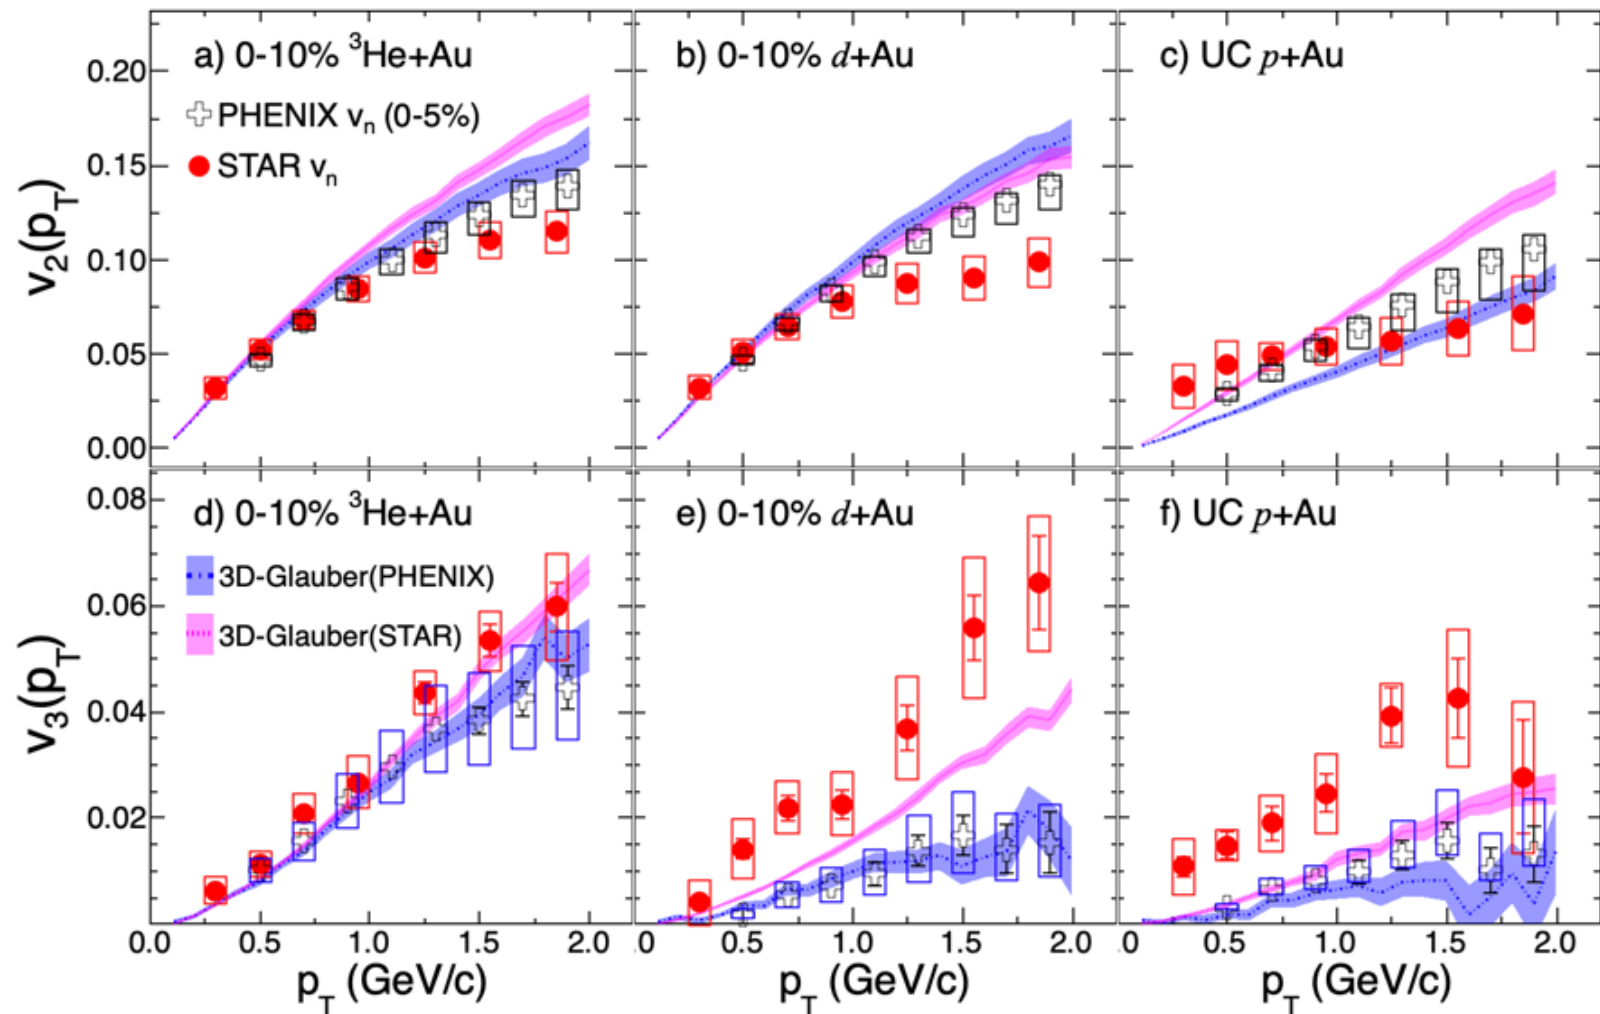 a) 0-10% ³He+Au
PHENIX vₙ (0-5%)
STAR vₙ
b) 0-10% d+Au
c) UC p+Au
v₂(p_T)
0.20
0.15
0.10
0.05
0.00
d) 0-10% ³He+Au
3D-Glauber(PHENIX)
3D-Glauber(STAR)
e) 0-10% d+Au
f) UC p+Au
v₃(p_T)
0.08
0.06
0.04
0.02
0.0 0.5 1.0 1.5 2.0
.0 0.5 1.0 1.5 2.0
.0 0.5 1.0 1.5 2.0
p_T (GeV/c)
p_T (GeV/c)
p_T (GeV/c)